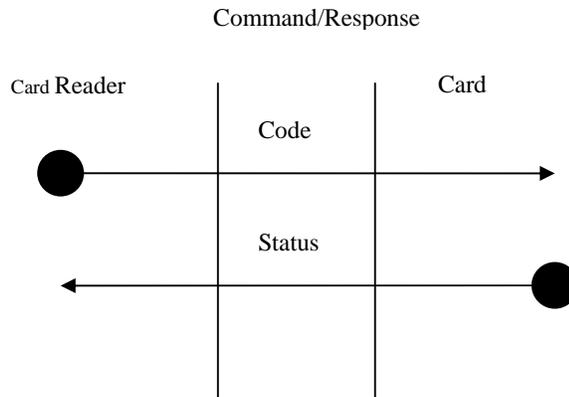 Command/Response
Card Reader
Card
Code
Status